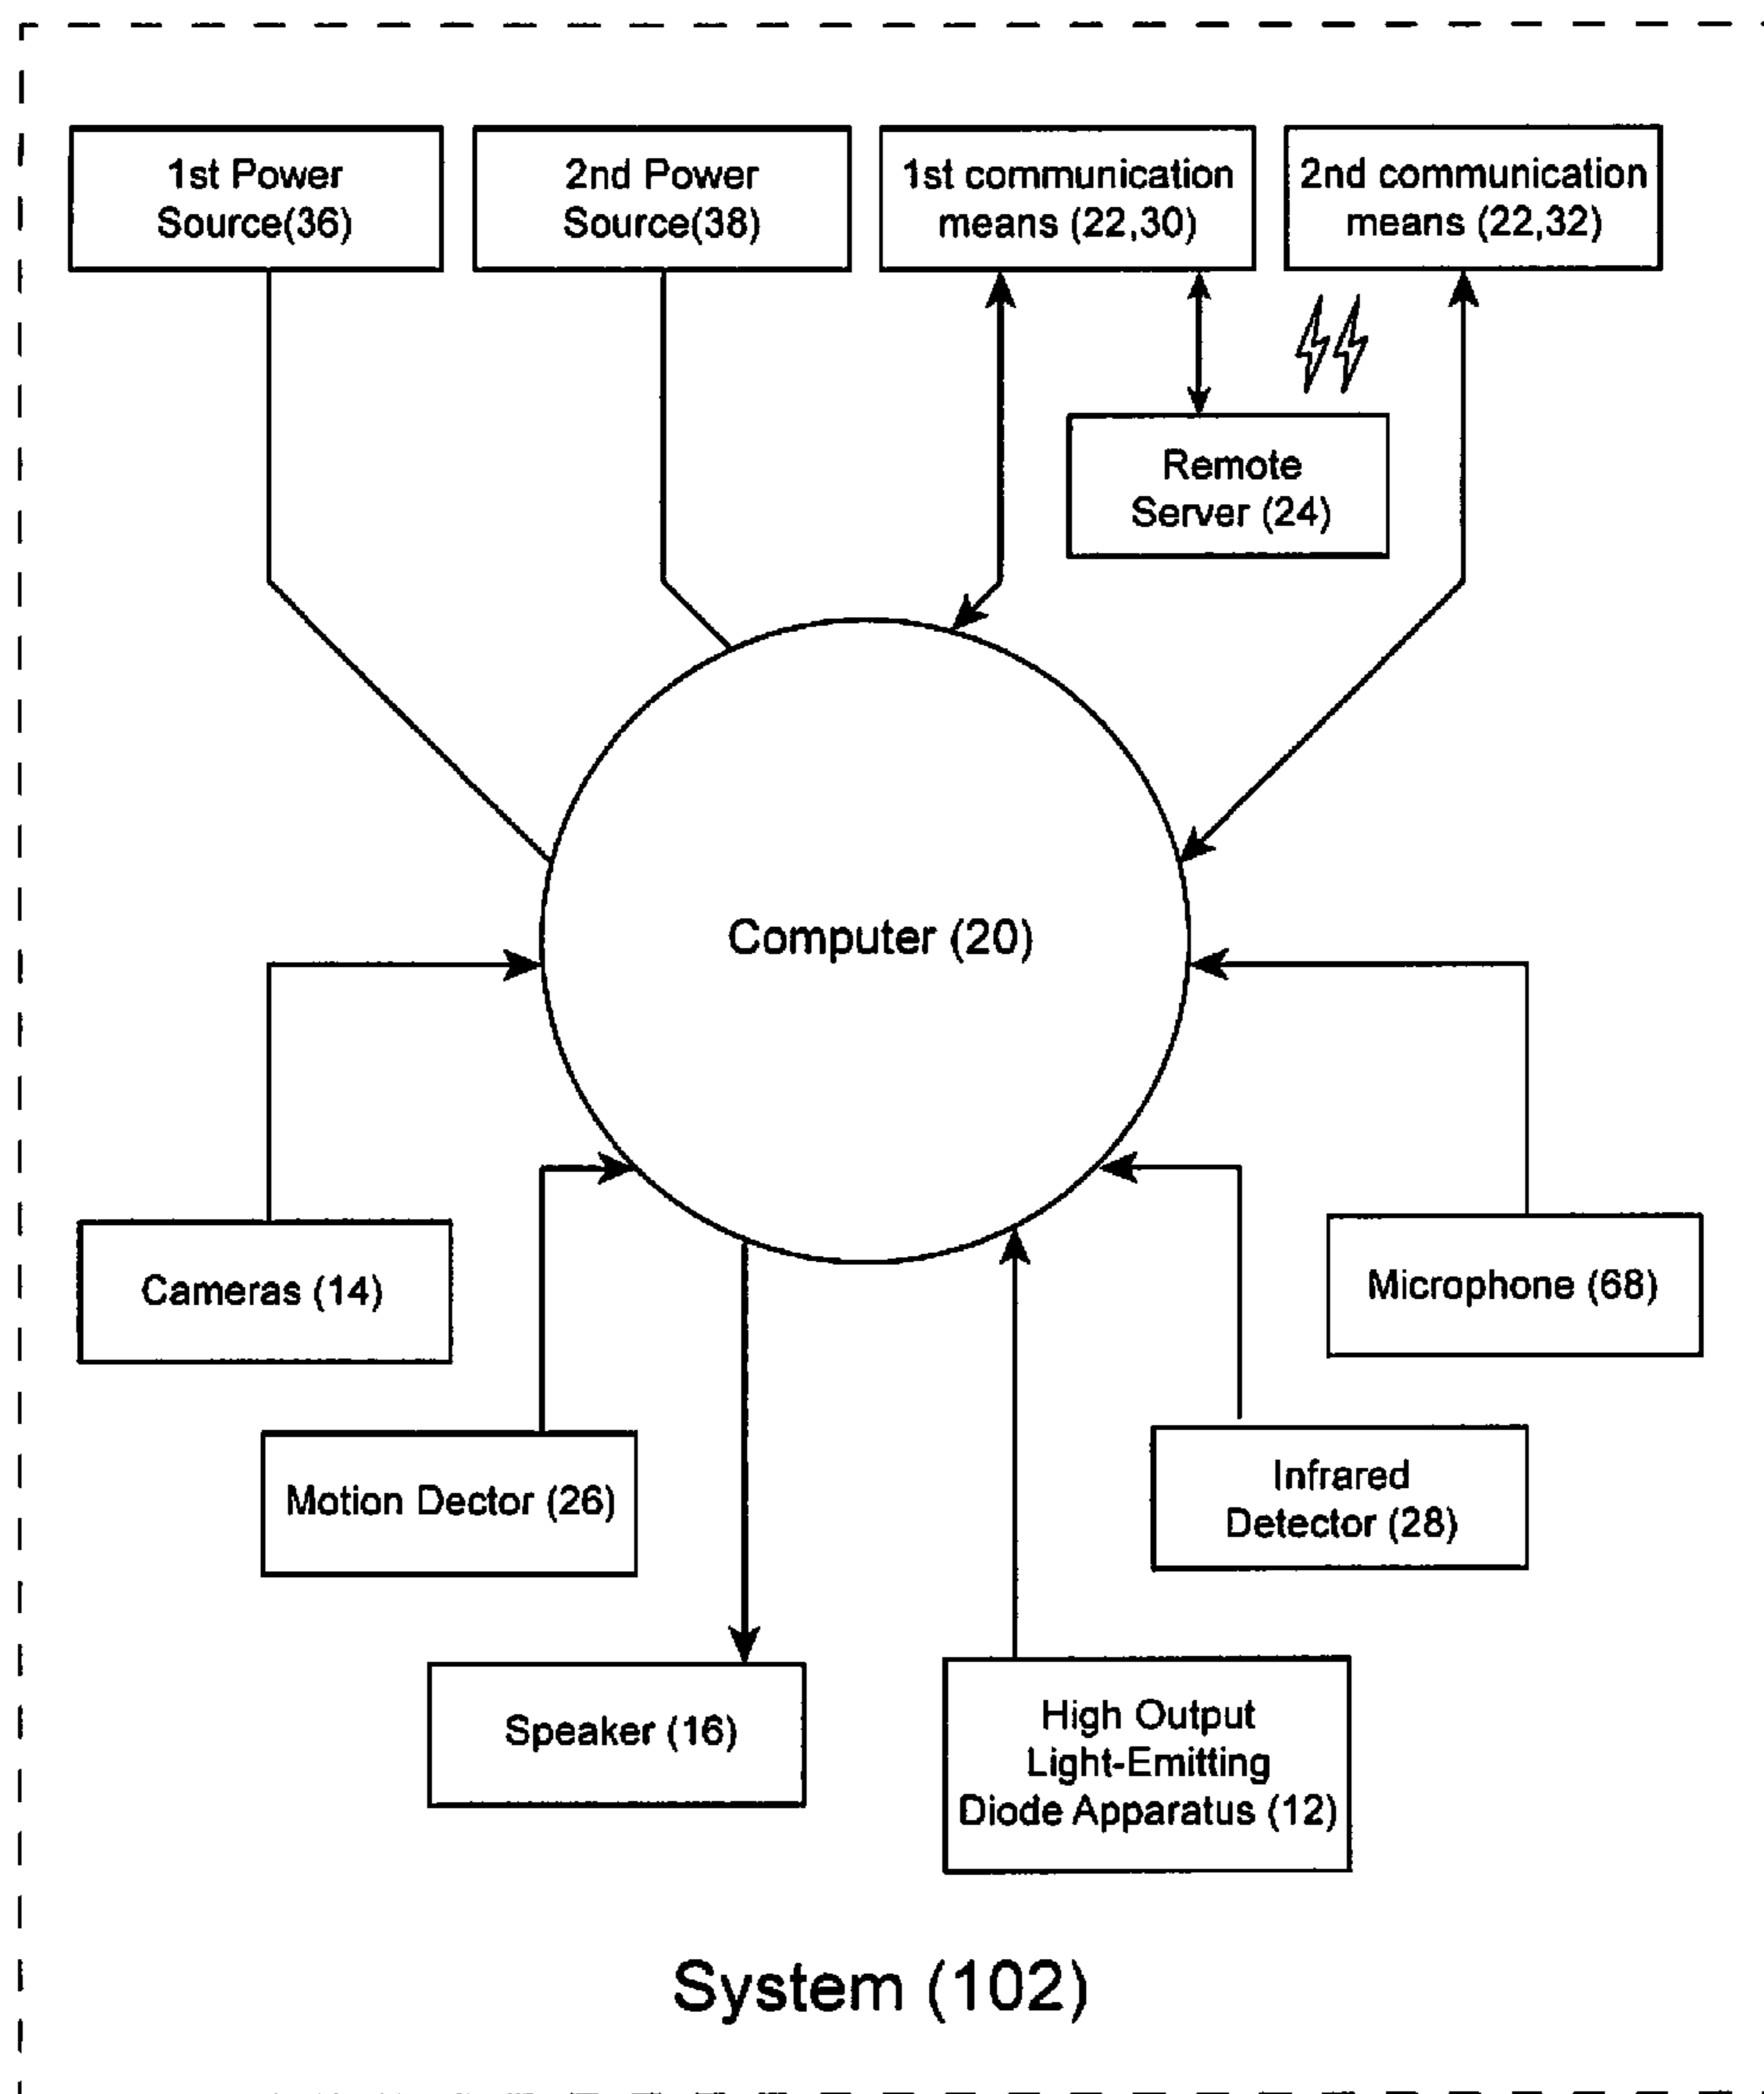 1st Power
Source(36)
2nd Power
Source(38)
1st communication
means (22,30)
2nd communication
means (22,32)
Remote
Server (24)
Computer (20)
Cameras (14)
Microphone (68)
Motion Dector (26)
Infrared
Detector (28)
Speaker (16)
High Output
Light-Emitting
Diode Apparatus (12)
System (102)